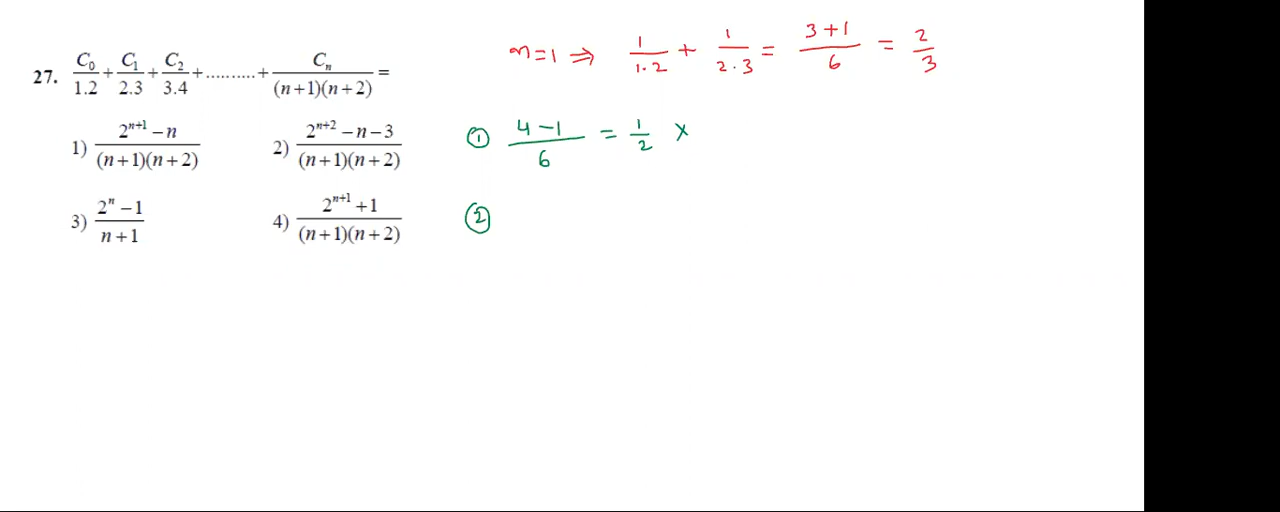 27. C₀/1.2 + C₁/2.3 + C₂/3.4 + .......... + Cₙ/(n+1)(n+2) =
n=1 ⇒ 1/1·2 + 1/2·3 = 3+1/6 = 2/3
1) 2ⁿ⁺¹ − n/(n+1)(n+2)
2) 2ⁿ⁺² − n − 3/(n+1)(n+2)
① 4−1/6 = 1/2 ×
3) 2ⁿ − 1/n+1
4) 2ⁿ⁺¹ + 1/(n+1)(n+2)
②